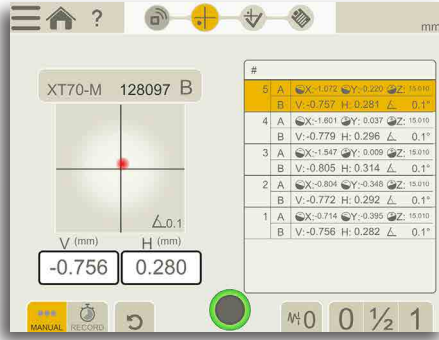 ?
mm
XT70-M 128097 B
0.1
V (mm) H (mm)
-0.756 0.280
MANUAL RECORD
#
5 A X:-1.072 Y:-0.220 Z: 15.010
B V:-0.757 H: 0.281 0.1°
4 A X:-1.601 Y: 0.037 Z: 15.010
B V:-0.779 H: 0.296 0.1°
3 A X:-1.547 Y: 0.009 Z: 15.010
B V:-0.805 H: 0.314 0.1°
2 A X:-0.804 Y:-0.348 Z: 15.010
B V:-0.772 H: 0.292 0.1°
1 A X:-0.714 Y:-0.395 Z: 15.010
B V:-0.756 H: 0.282 0.1°
0 0 ½ 1